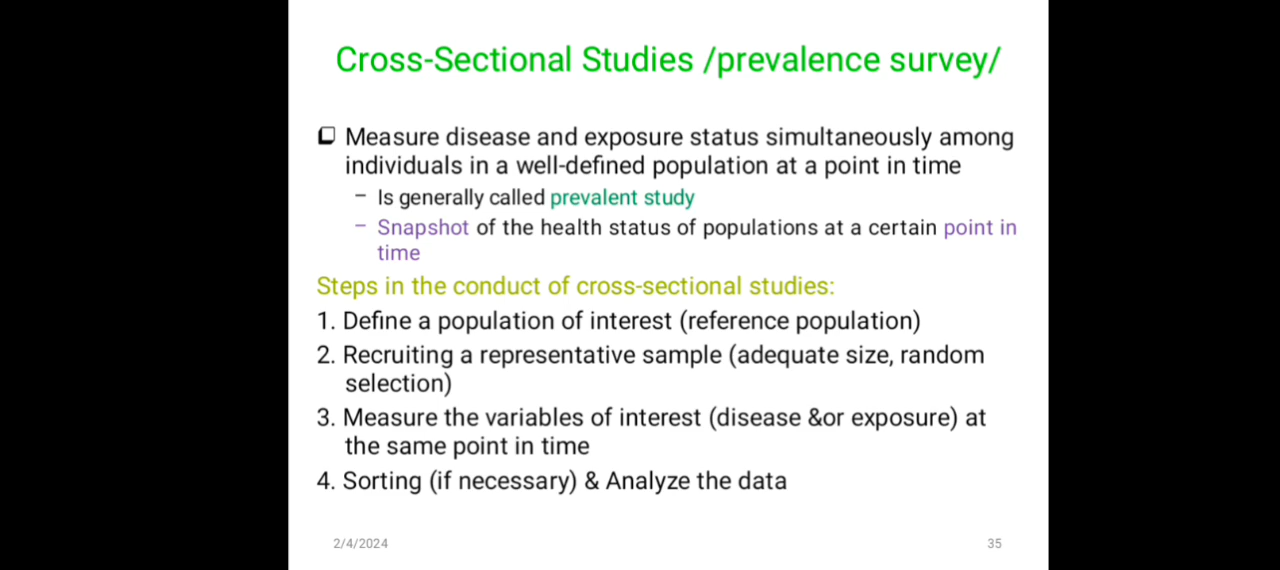 Cross-Sectional Studies /prevalence survey/
Measure disease and exposure status simultaneously among
individuals in a well-defined population at a point in time
– Is generally called prevalent study
– Snapshot of the health status of populations at a certain point in
time
Steps in the conduct of cross-sectional studies:
1. Define a population of interest (reference population)
2. Recruiting a representative sample (adequate size, random
selection)
3. Measure the variables of interest (disease &or exposure) at
the same point in time
4. Sorting (if necessary) & Analyze the data
2/4/2024
35